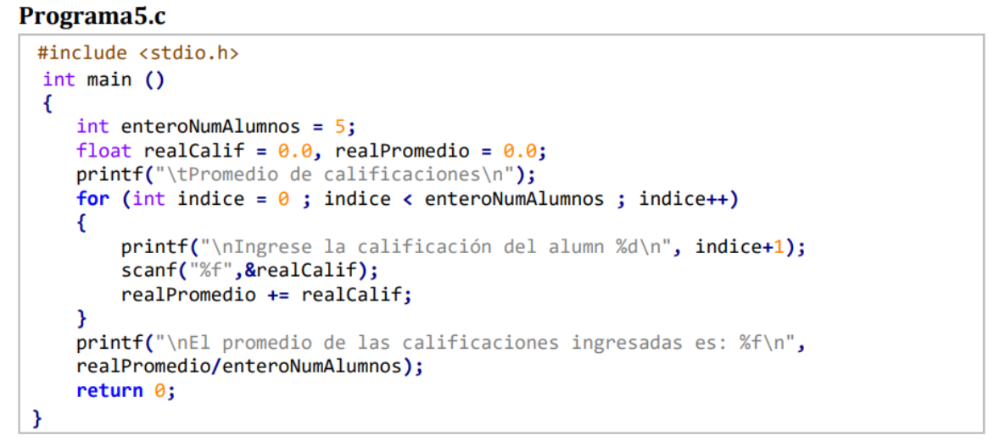 Programa5.c
#include <stdio.h>
int main ()
{
int enteroNumAlumnos = 5;
float realCalif = 0.0, realPromedio = 0.0;
printf("\tPromedio de calificaciones\n");
for (int indice = 0 ; indice < enteroNumAlumnos ; indice++)
{
printf("\nIngrese la calificación del alumn %d\n", indice+1);
scanf("%f",&realCalif);
realPromedio += realCalif;
}
printf("\nEl promedio de las calificaciones ingresadas es: %f\n",
realPromedio/enteroNumAlumnos);
return 0;
}